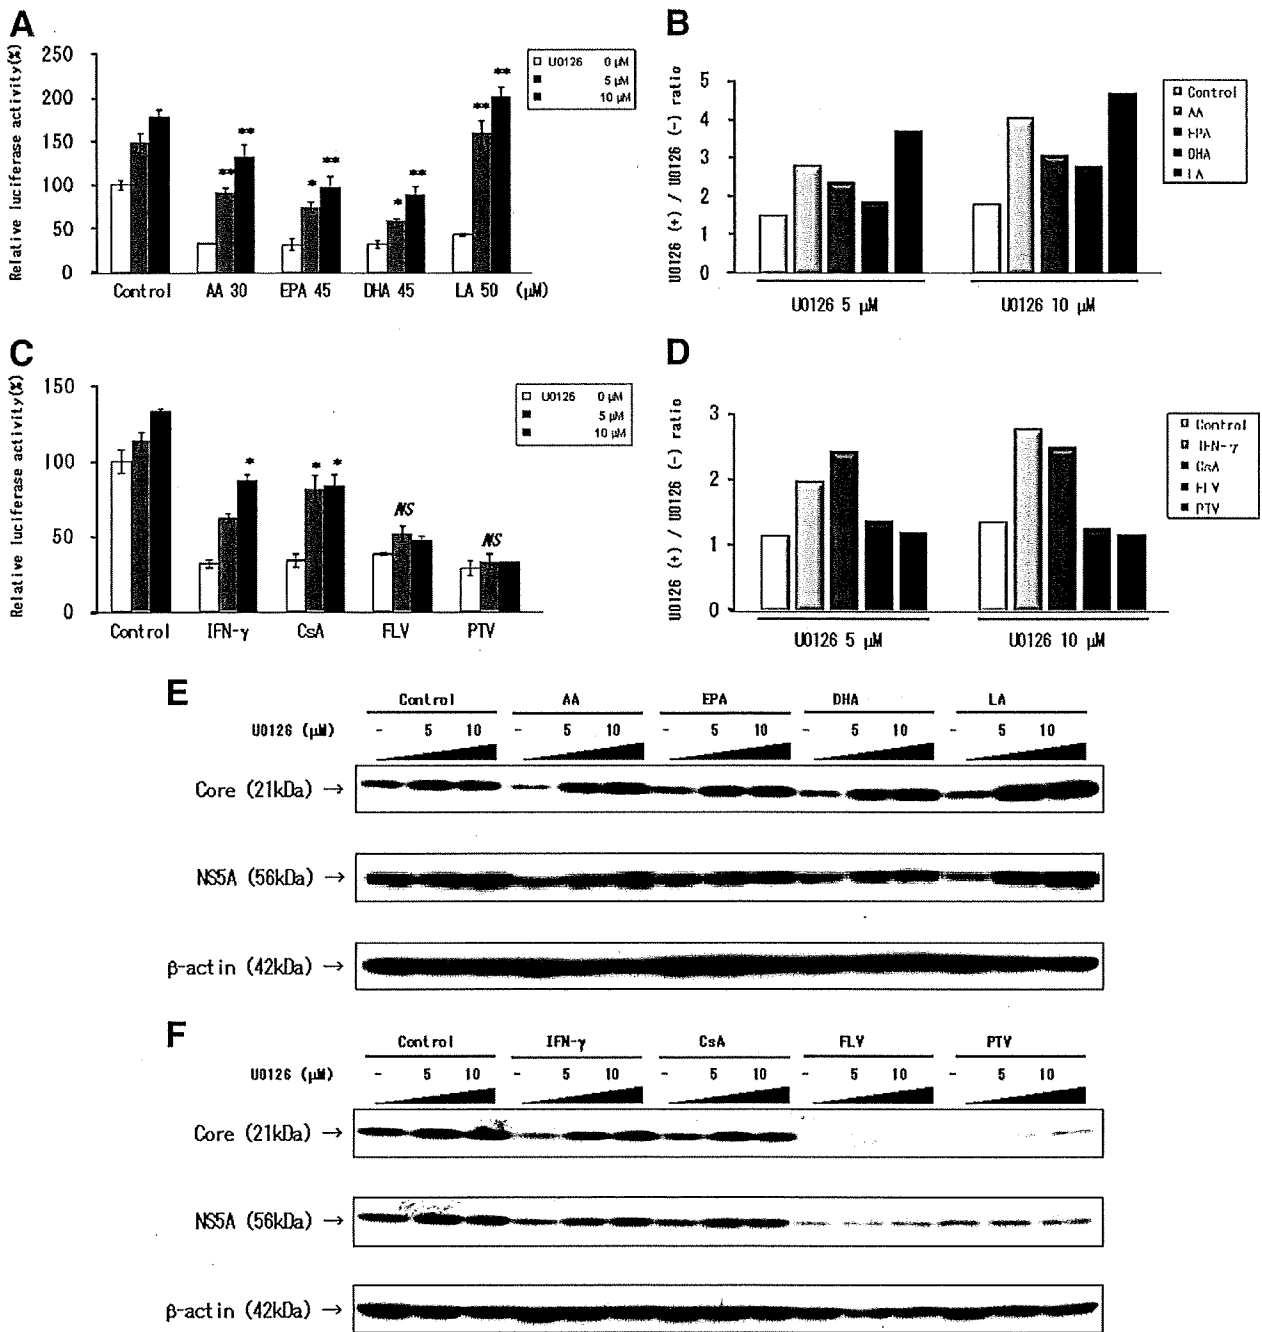 A
Relative luciferase activity(%)
250
200
150
100
50
0
** ** * ** * ** ** **
Control AA 30 EPA 45 DHA 45 LA 50 (μM)
U0126 0 μM
5 μM
10 μM
B
U0126 (+) / U0126 (-) ratio
5
4
3
2
1
0
U0126 5 μM U0126 10 μM
Control
AA
EPA
DHA
LA
C
Relative luciferase activity(%)
150
100
50
0
* * * NS NS
Control IFN-γ CsA FLV PTV
U0126 0 μM
5 μM
10 μM
D
U0126 (+) / U0126 (-) ratio
3
2
1
0
U0126 5 μM U0126 10 μM
Control
IFN-γ
CsA
FLV
PTV
E
Control AA EPA DHA LA
U0126 (μM) - 5 10 - 5 10 - 5 10 - 5 10 - 5 10
Core (21kDa) →
NS5A (56kDa) →
β-actin (42kDa) →
F
Control IFN-γ CsA FLV PTV
U0126 (μM) - 5 10 - 5 10 - 5 10 - 5 10 - 5 10
Core (21kDa) →
NS5A (56kDa) →
β-actin (42kDa) →